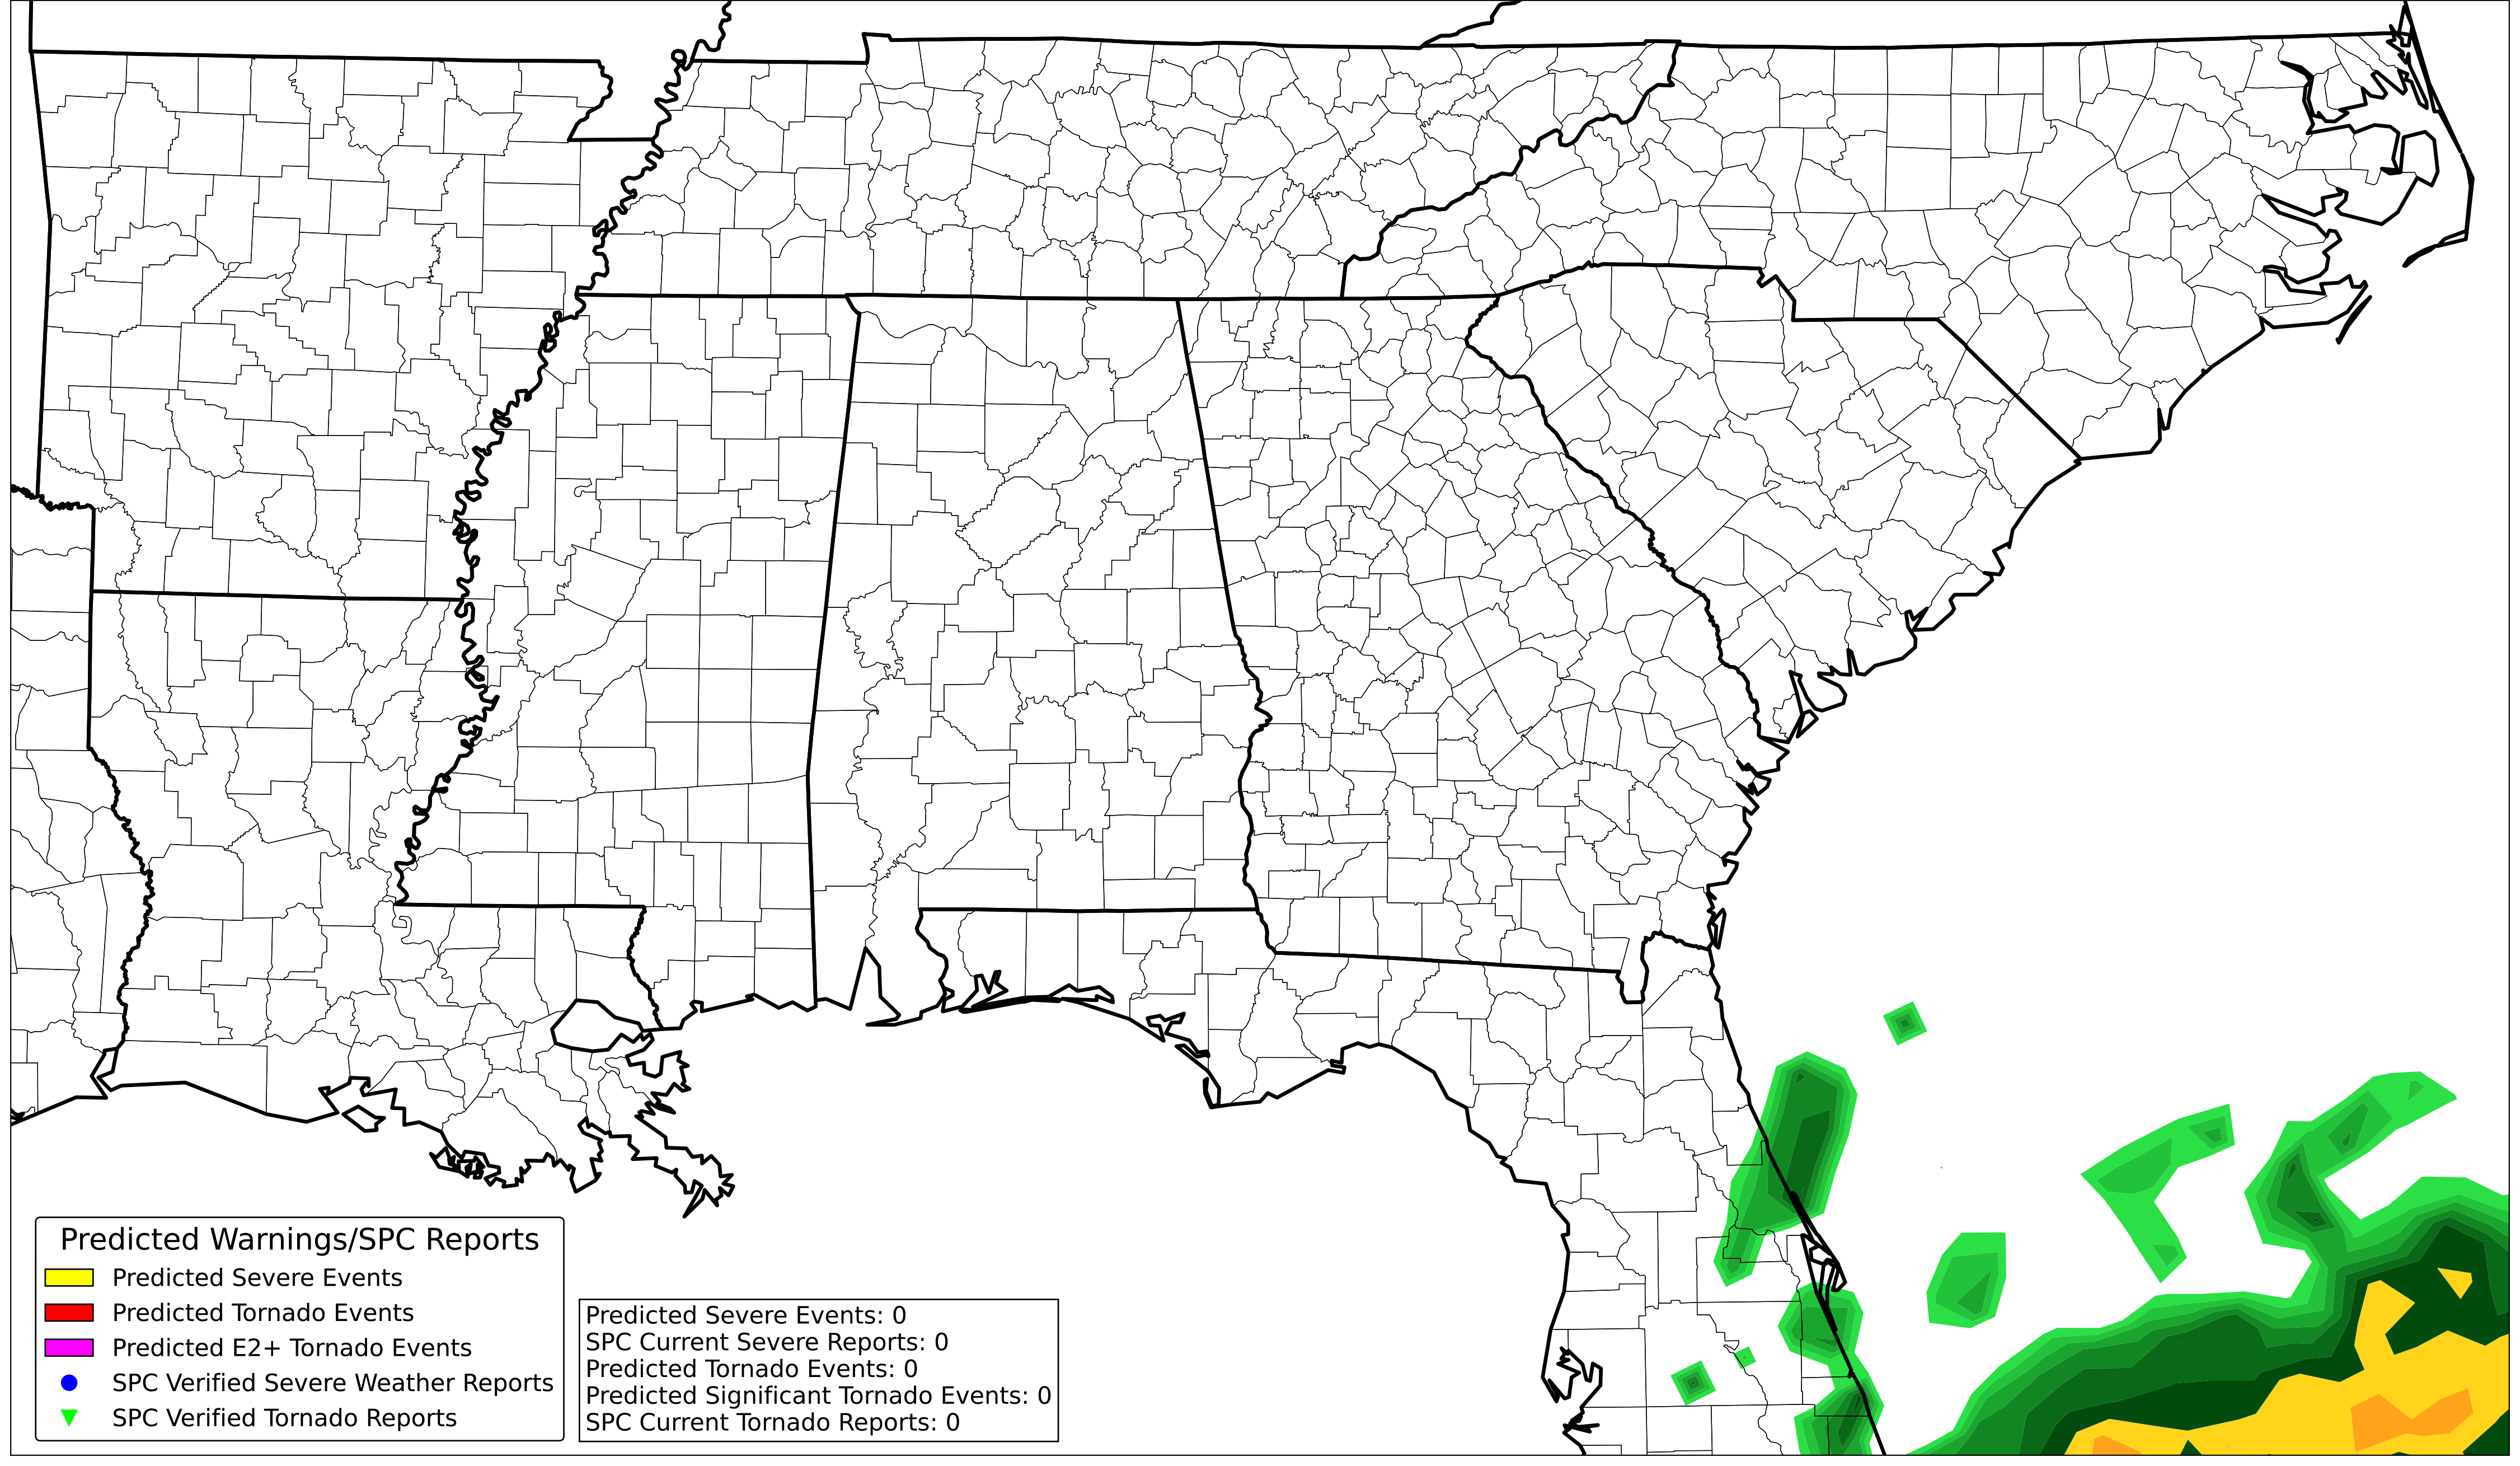 Predicted Warnings/SPC Reports
Predicted Severe Events
Predicted Tornado Events
Predicted E2+ Tornado Events
SPC Verified Severe Weather Reports
SPC Verified Tornado Reports
Predicted Severe Events: 0
SPC Current Severe Reports: 0
Predicted Tornado Events: 0
Predicted Significant Tornado Events: 0
SPC Current Tornado Reports: 0